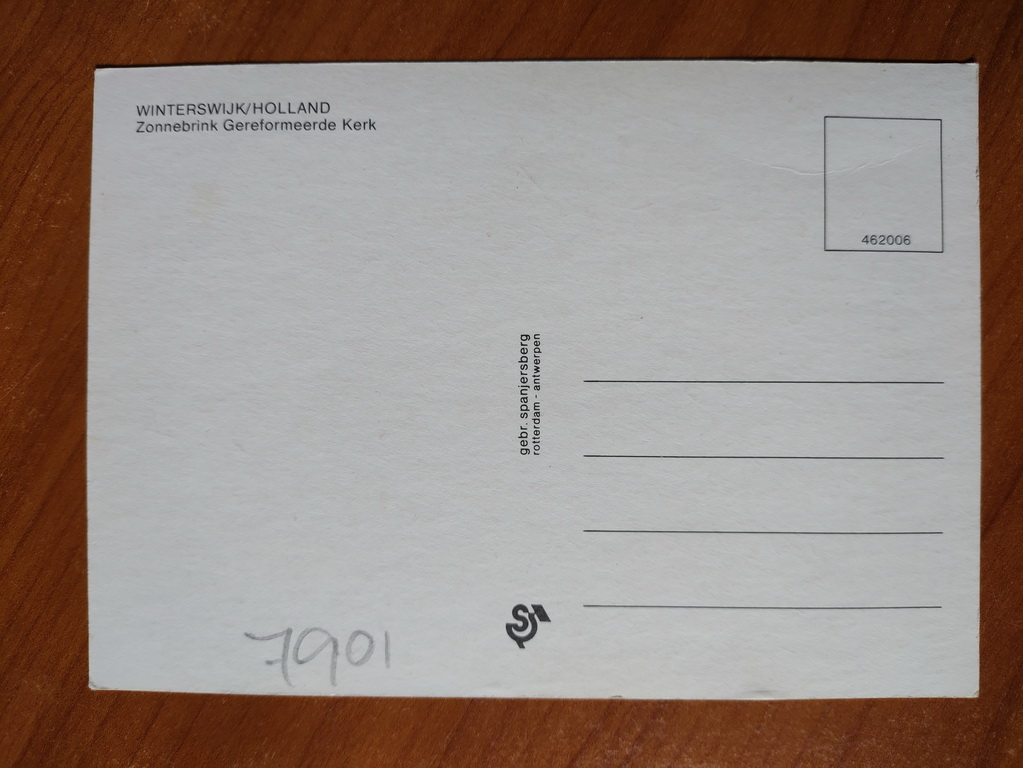 WINTERSWIJK/HOLLAND
Zonnebrink Gereformeerde Kerk
462006
gebr. spanjersberg
rotterdam - antwerpen
7901